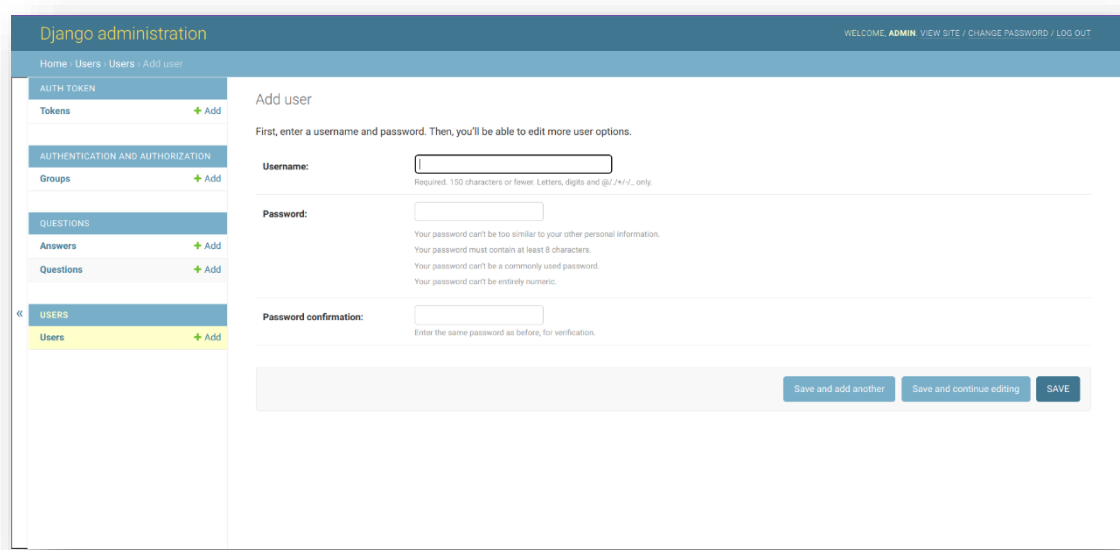 Django administration
WELCOME, ADMIN. VIEW SITE / CHANGE PASSWORD / LOG OUT
Home › Users › Users › Add user
AUTH TOKEN
Tokens + Add
AUTHENTICATION AND AUTHORIZATION
Groups + Add
QUESTIONS
Answers + Add
Questions + Add
«
USERS
Users + Add
Add user
First, enter a username and password. Then, you'll be able to edit more user options.
Username:
Required. 150 characters or fewer. Letters, digits and @/./+/-/_ only.
Password:
Your password can't be too similar to your other personal information.
Your password must contain at least 8 characters.
Your password can't be a commonly used password.
Your password can't be entirely numeric.
Password confirmation:
Enter the same password as before, for verification.
Save and add another
Save and continue editing
SAVE